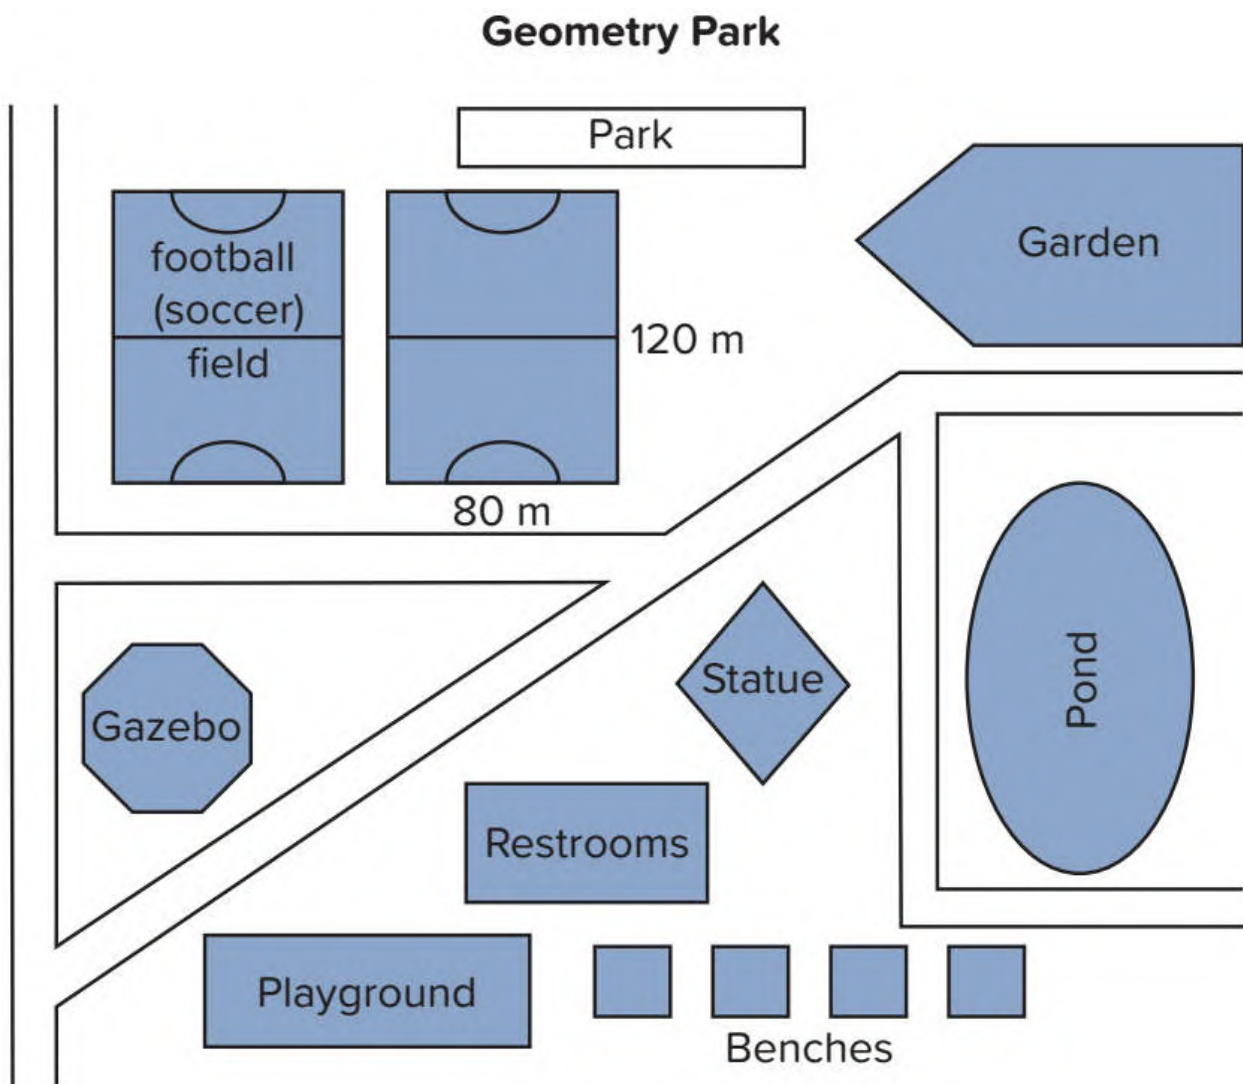 Geometry Park
Park
football
(soccer)
field
120 m
80 m
Garden
Gazebo
Statue
Pond
Restrooms
Playground
Benches